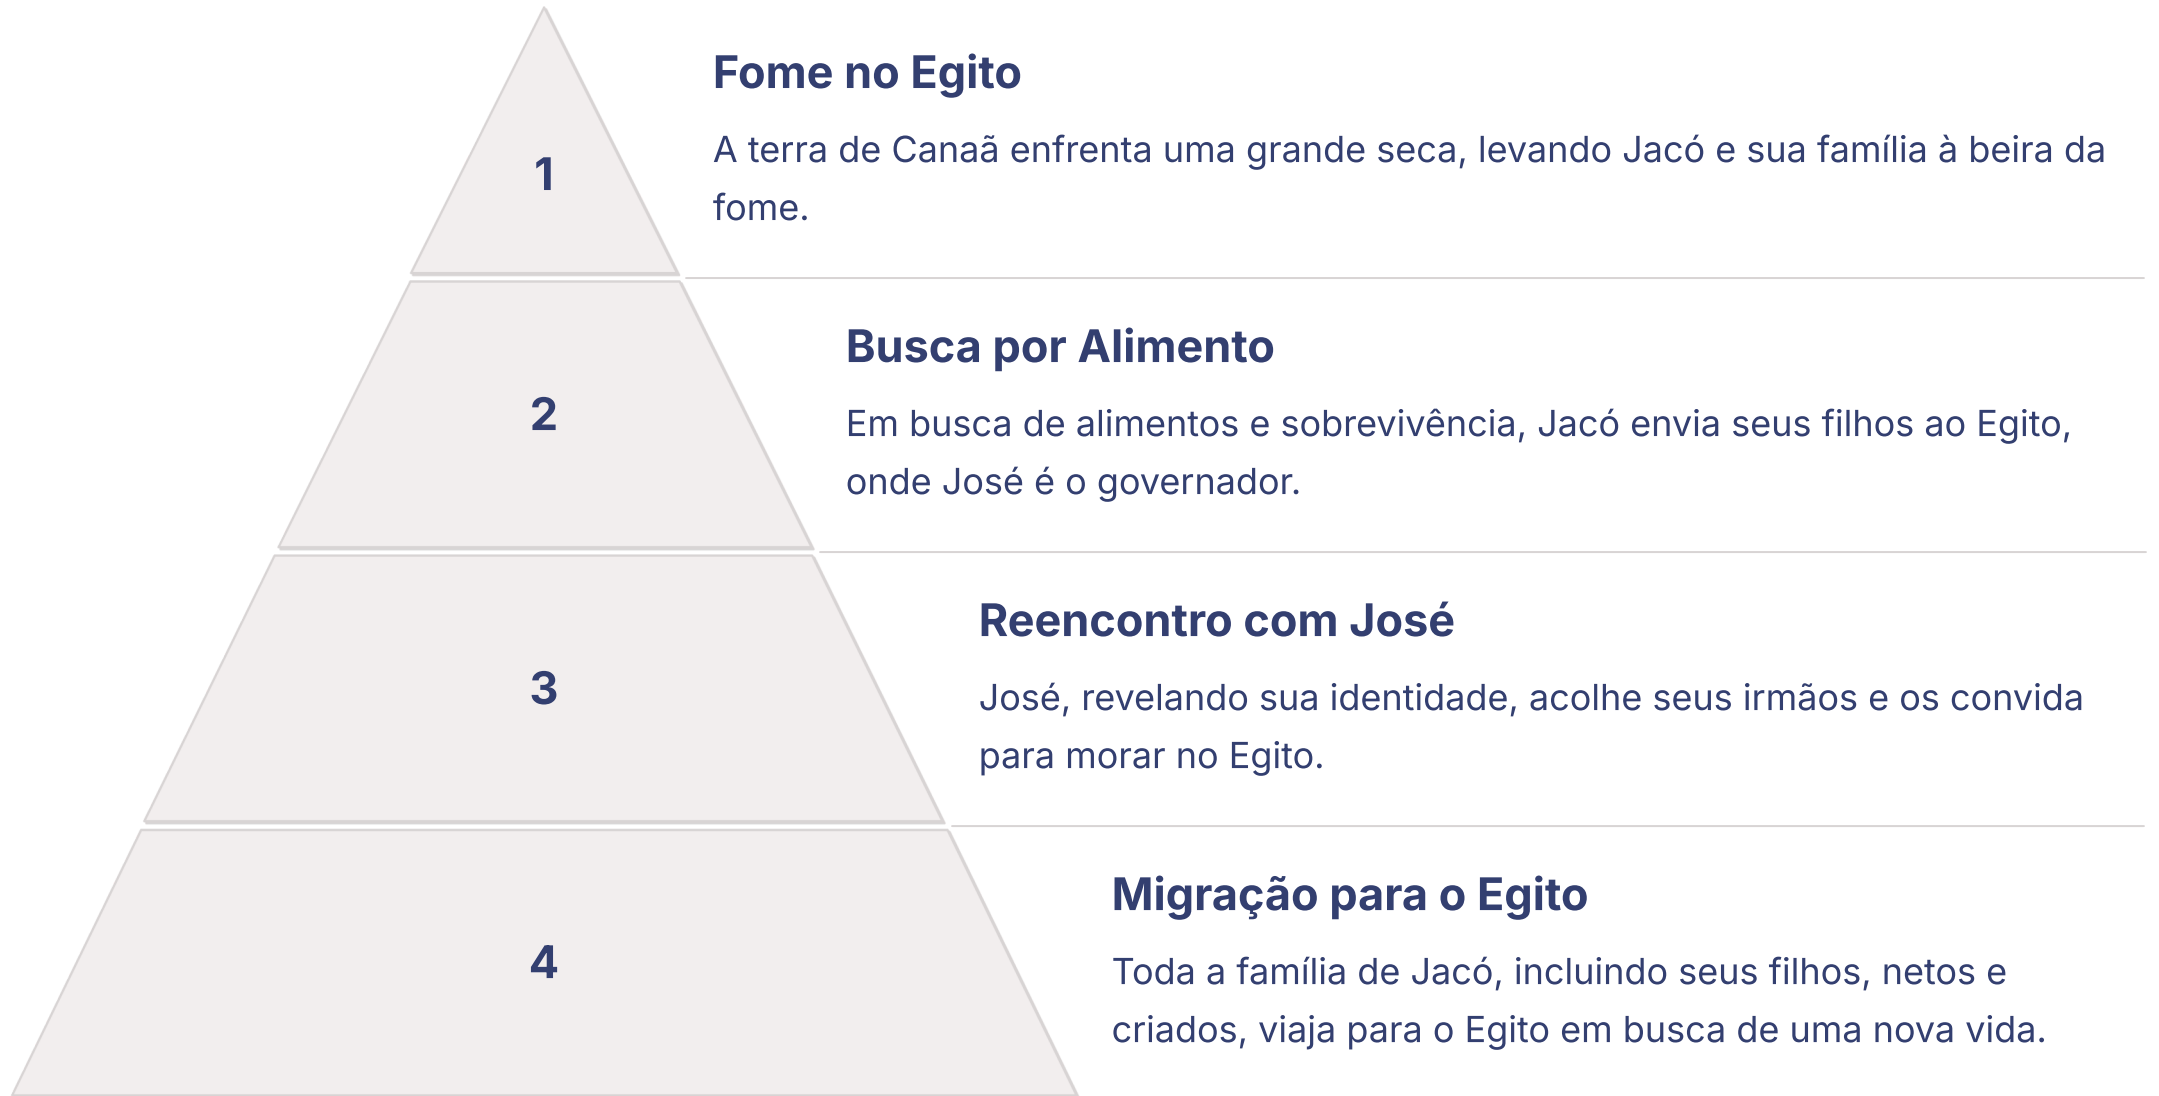 1
Fome no Egito
A terra de Canaã enfrenta uma grande seca, levando Jacó e sua família à beira da
fome.
2
Busca por Alimento
Em busca de alimentos e sobrevivência, Jacó envia seus filhos ao Egito,
onde José é o governador.
3
Reencontro com José
José, revelando sua identidade, acolhe seus irmãos e os convida
para morar no Egito.
4
Migração para o Egito
Toda a família de Jacó, incluindo seus filhos, netos e
criados, viaja para o Egito em busca de uma nova vida.